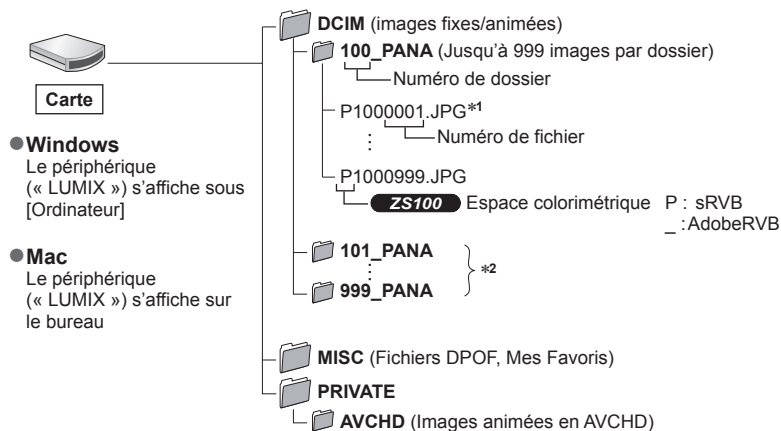 DCIM (images fixes/animées)
100_PANA (Jusqu'à 999 images par dossier)
Numéro de dossier
P1000001.JPG*1
Numéro de fichier
P1000999.JPG
ZS100 Espace colorimétrique P : sRVB
_ : AdobeRVB
101_PANA
*2
999_PANA
MISC (Fichiers DPOF, Mes Favoris)
PRIVATE
AVCHD (Images animées en AVCHD)
Carte
●Windows
Le périphérique
(« LUMIX ») s'affiche sous
[Ordinateur]
●Mac
Le périphérique
(« LUMIX ») s'affiche sur
le bureau